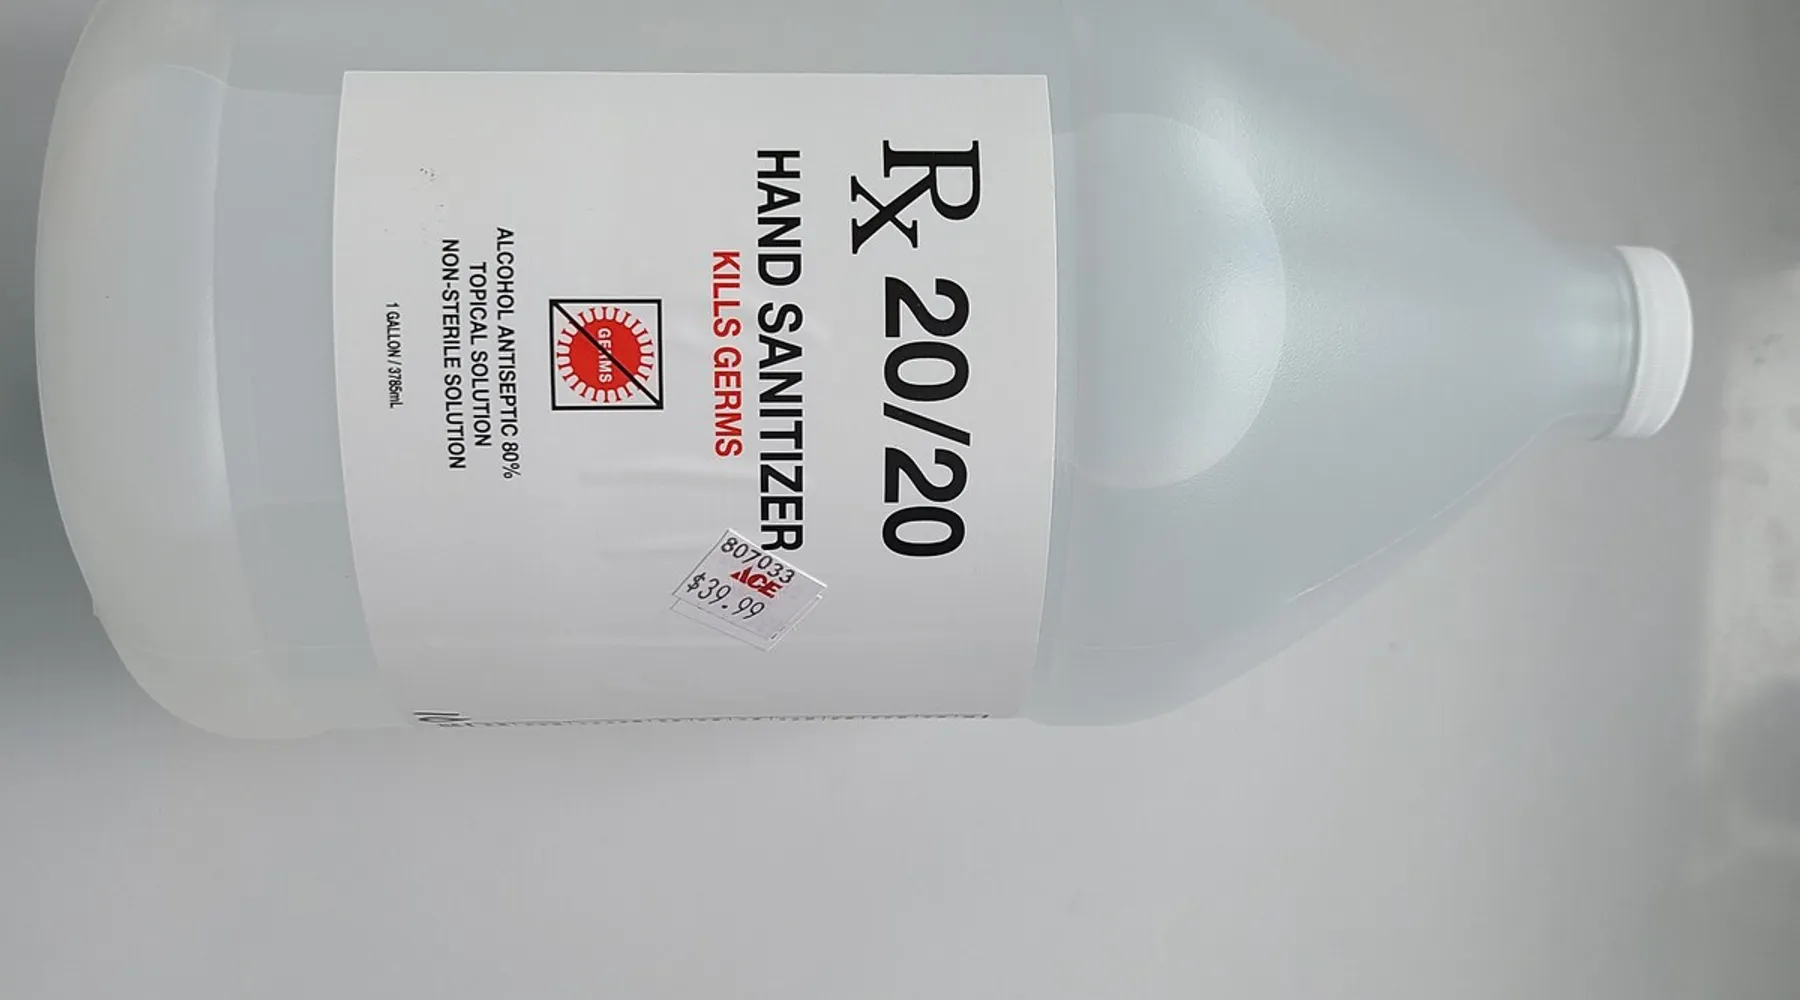 Rx 20/20
HAND SANITIZER
KILLS GERMS
GERMS
ALCOHOL ANTISEPTIC 80%
TOPICAL SOLUTION
NON-STERILE SOLUTION
1 GALLON / 3785mL
807033
ACE
$39.99